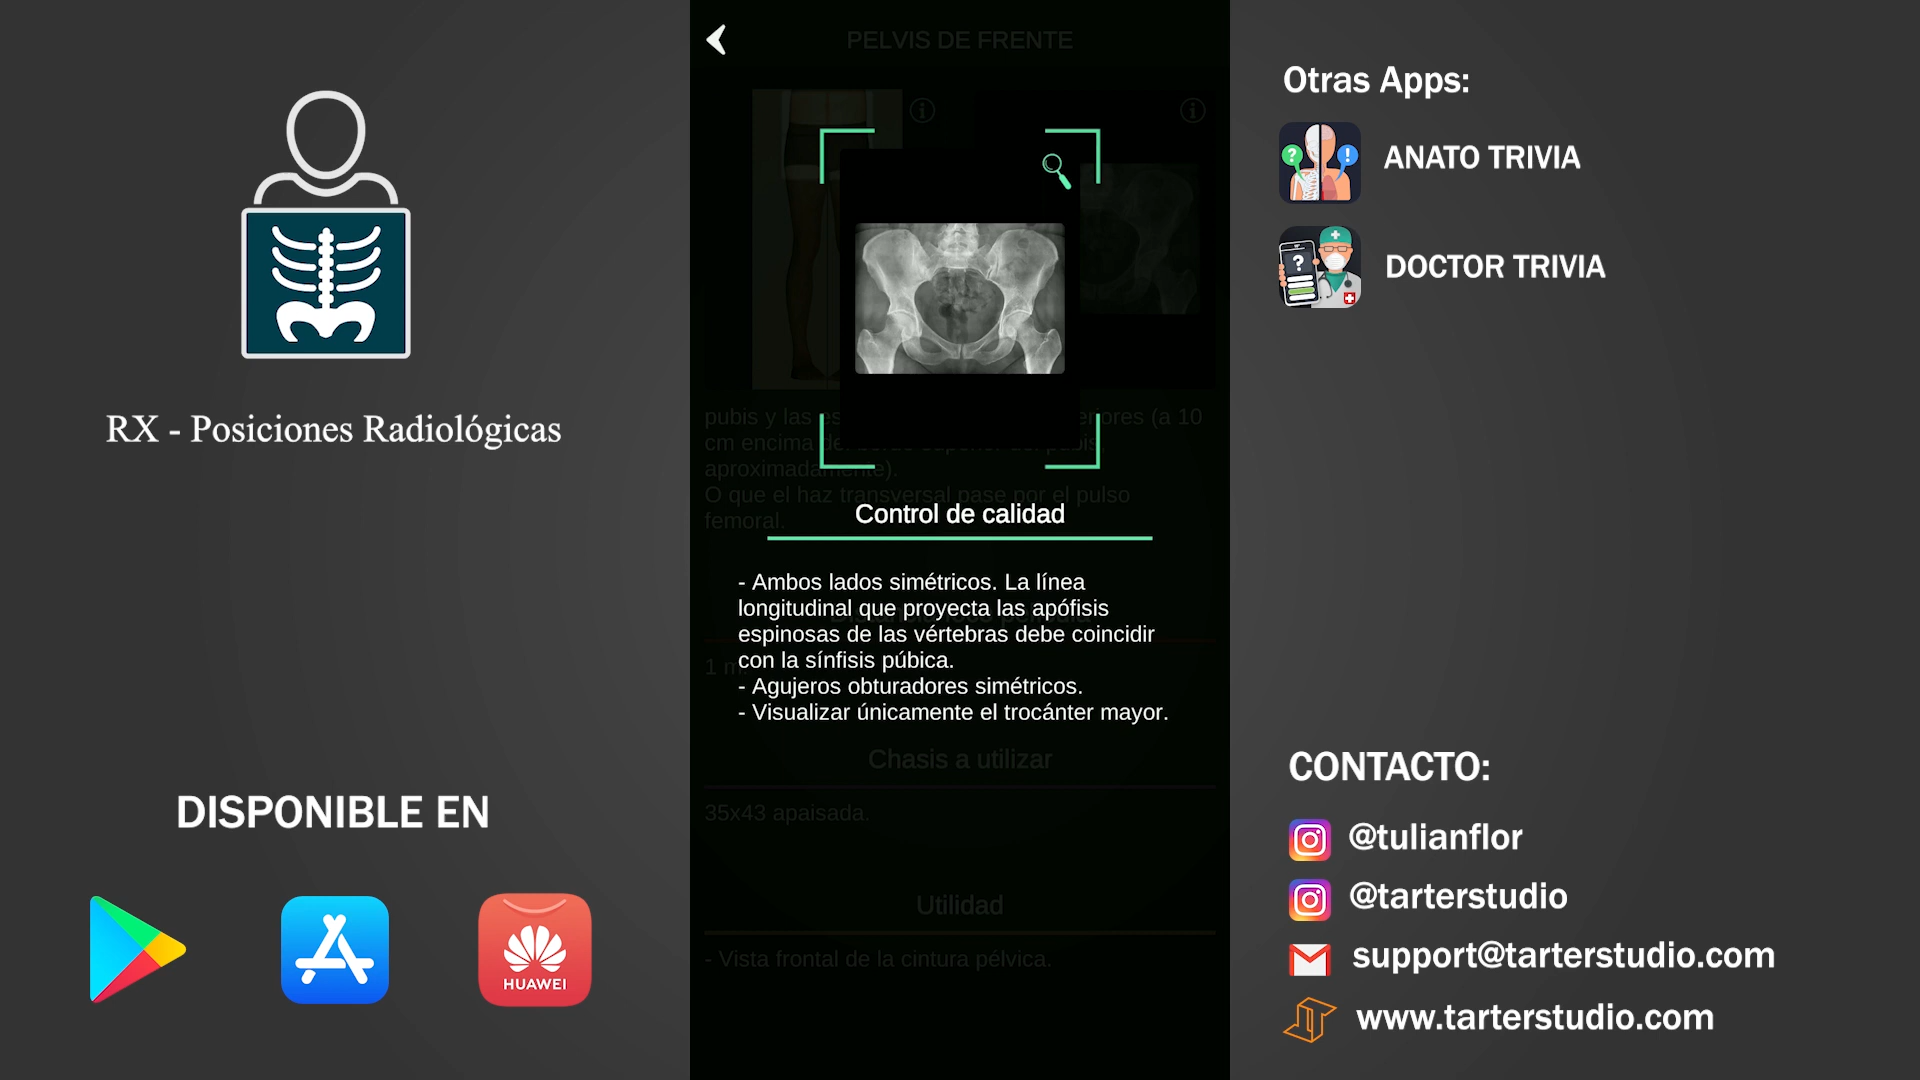 RX - Posiciones Radiológicas
DISPONIBLE EN
HUAWEI
PELVIS DE FRENTE
pubis y las
cm encima
aproximadamente).
O que el haz transversal pase por el pulso
femoral.
(a 10
Control de calidad
- Ambos lados simétricos. La línea
longitudinal que proyecta las apófisis
espinosas de las vértebras debe coincidir
con la sínfisis púbica.
- Agujeros obturadores simétricos.
- Visualizar únicamente el trocánter mayor.
Chasis a utilizar
35x43 apaisada.
Utilidad
- Vista frontal de la cintura pélvica.
Otras Apps:
ANATO TRIVIA
DOCTOR TRIVIA
CONTACTO:
@tulianflor
@tarterstudio
support@tarterstudio.com
www.tarterstudio.com